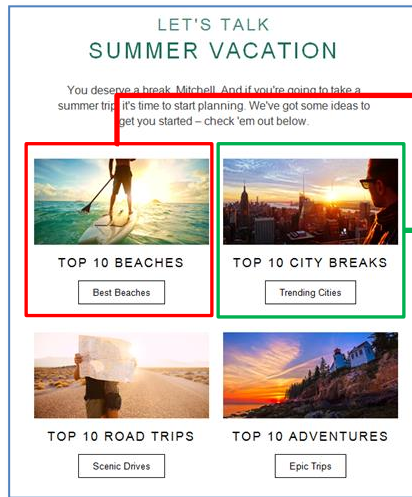 LET'S TALK
SUMMER VACATION
You deserve a break, Mitchell. And if you're going to take a
summer trip, it's time to start planning. We've got some ideas to
get you started – check 'em out below.
TOP 10 BEACHES
TOP 10 CITY BREAKS
Best Beaches
Trending Cities
TOP 10 ROAD TRIPS
TOP 10 ADVENTURES
Scenic Drives
Epic Trips